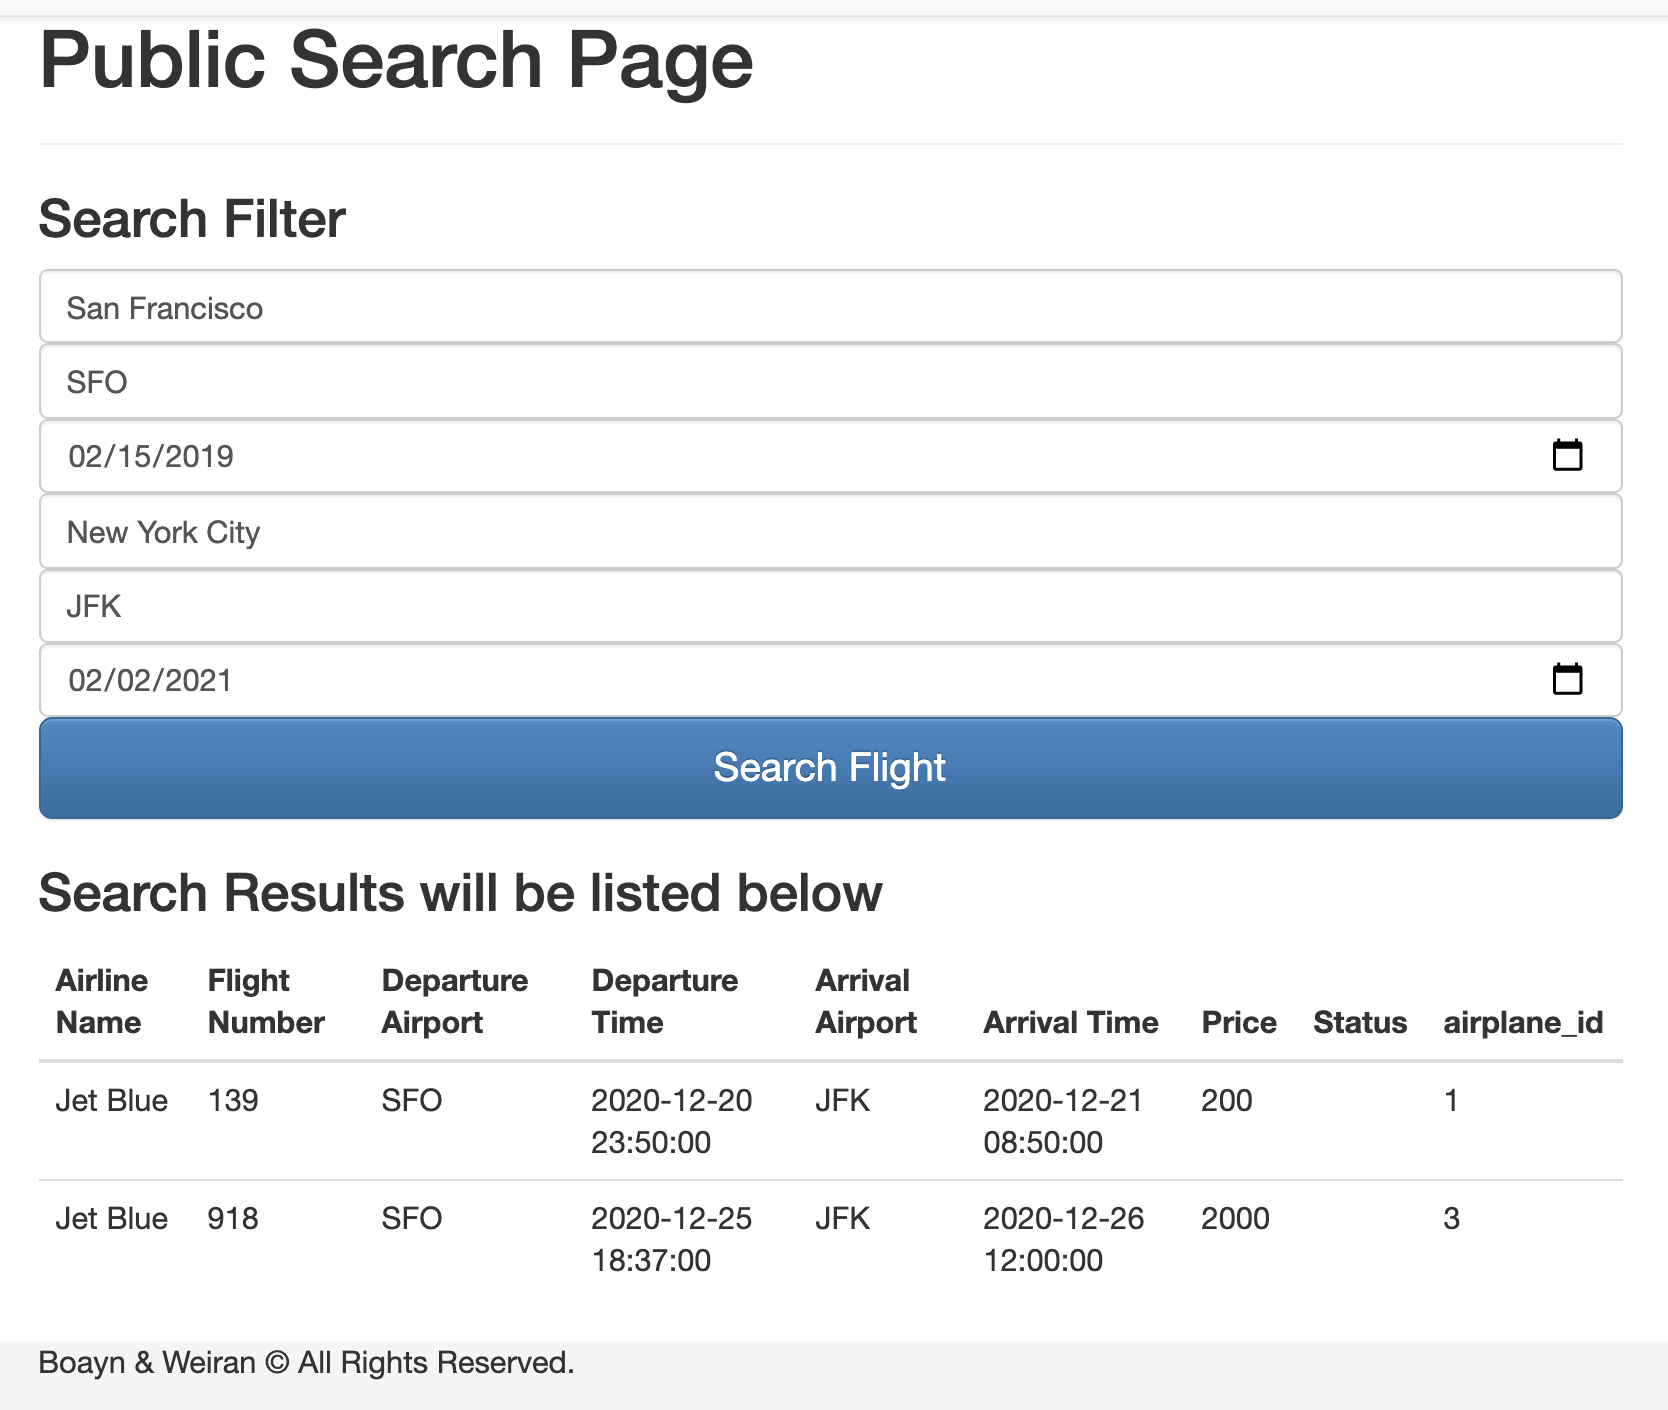 Public Search Page
Search Filter
San Francisco
SFO
02/15/2019
New York City
JFK
02/02/2021
Search Flight
Search Results will be listed below
Airline Name Flight Number Departure Airport Departure Time Arrival Airport Arrival Time Price Status airplane_id
Jet Blue 139 SFO 2020-12-20 23:50:00 JFK 2020-12-21 08:50:00 200 1
Jet Blue 918 SFO 2020-12-25 18:37:00 JFK 2020-12-26 12:00:00 2000 3
Boayn & Weiran © All Rights Reserved.